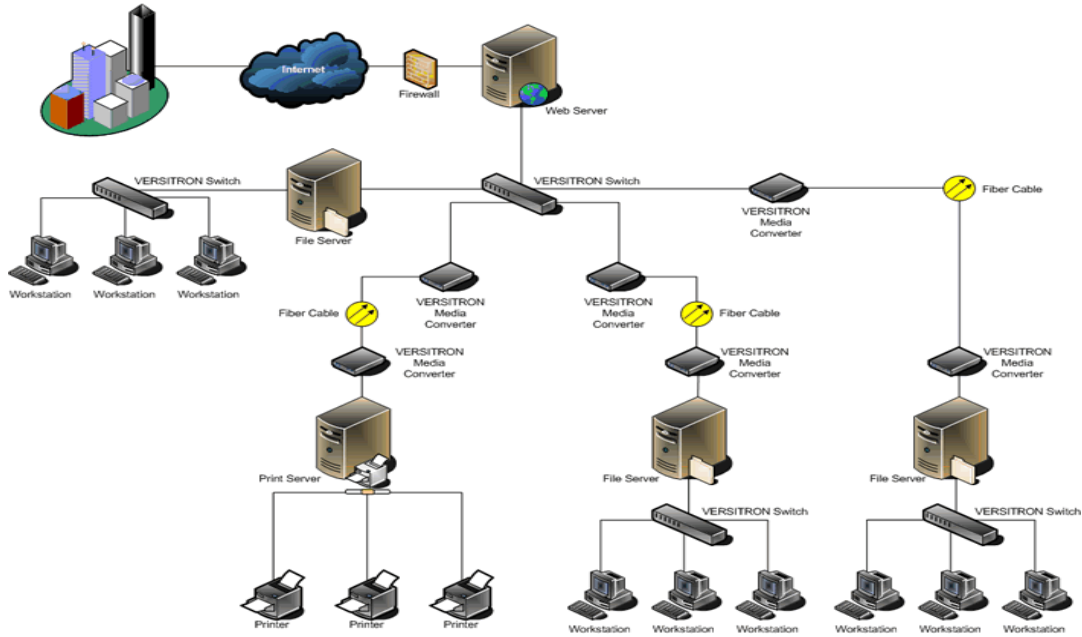 Internet
Firewall
Web Server
VERSITRON Switch
File Server
VERSITRON Switch
VERSITRON
Media
Converter
Fiber Cable
Workstation
Workstation
Workstation
VERSITRON
Media
Converter
VERSITRON
Media
Converter
Fiber Cable
Fiber Cable
VERSITRON
Media
Converter
VERSITRON
Media
Converter
VERSITRON
Media
Converter
Print Server
File Server
File Server
VERSITRON Switch
VERSITRON Switch
Printer
Printer
Printer
Workstation
Workstation
Workstation
Workstation
Workstation
Workstation